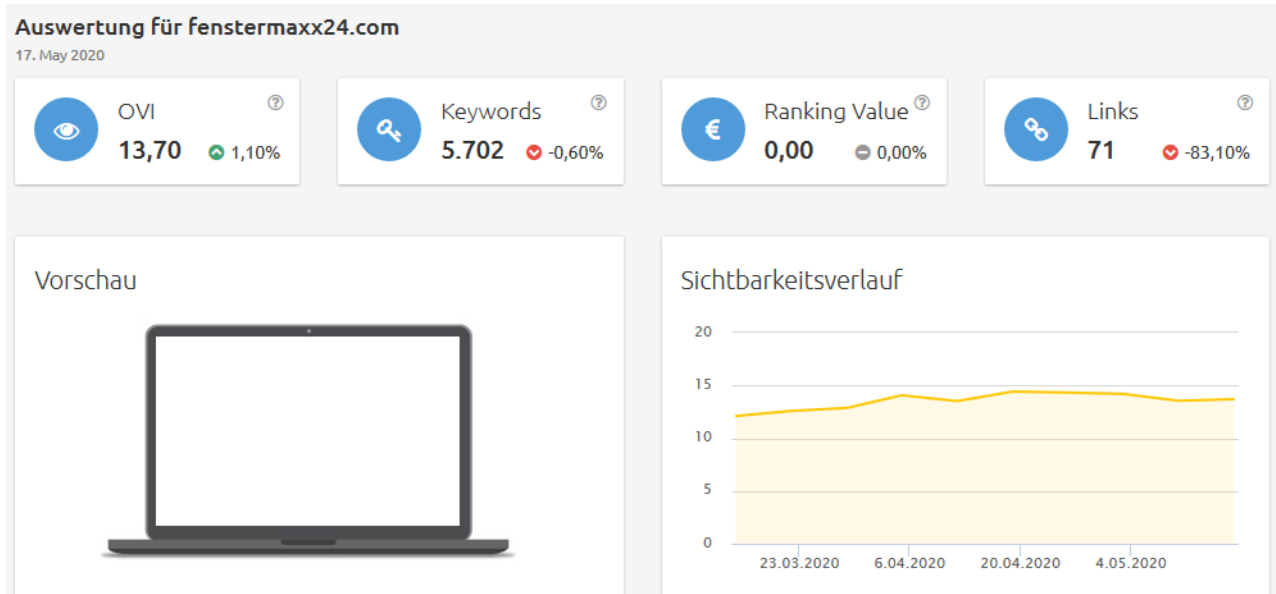 Auswertung für fenstermaxx24.com
17. May 2020
OVI
13,70 1,10%
Keywords
5.702 -0,60%
Ranking Value
€
0,00 0,00%
Links
71 -83,10%
Vorschau
Sichtbarkeitsverlauf
20
15
10
5
0
23.03.2020 6.04.2020 20.04.2020 4.05.2020